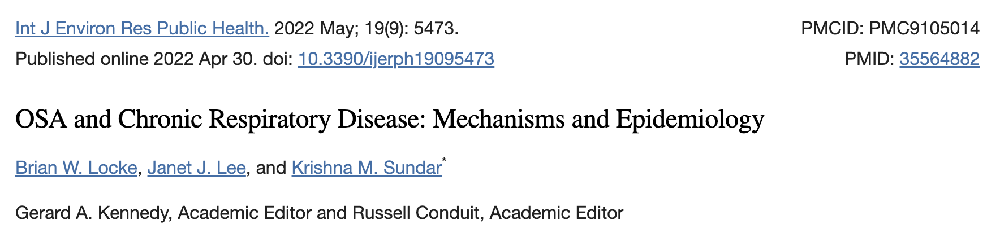 Int J Environ Res Public Health. 2022 May; 19(9): 5473. PMCID: PMC9105014
Published online 2022 Apr 30. doi: 10.3390/ijerph19095473 PMID: 35564882
OSA and Chronic Respiratory Disease: Mechanisms and Epidemiology
Brian W. Locke, Janet J. Lee, and Krishna M. Sundar*
Gerard A. Kennedy, Academic Editor and Russell Conduit, Academic Editor